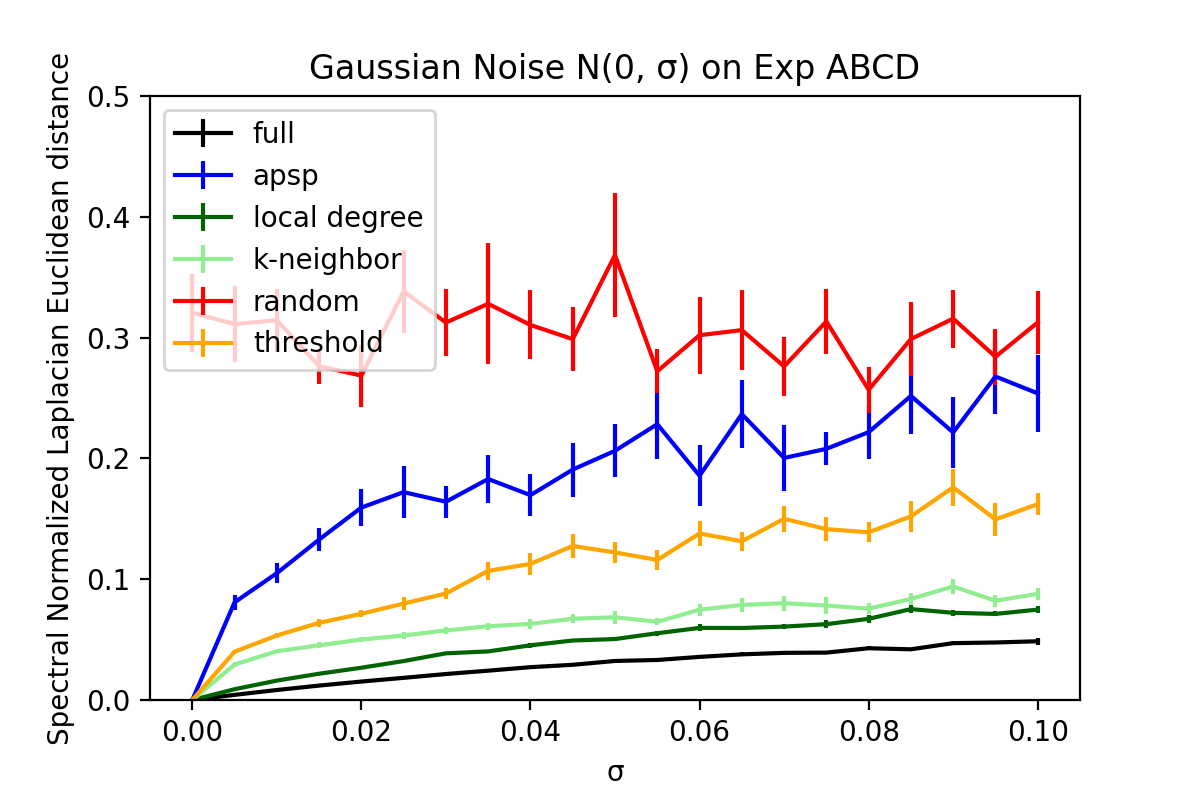 Gaussian Noise N(0, σ) on Exp ABCD
Spectral Normalized Laplacian Euclidean distance
0.5
0.4
0.3
0.2
0.1
0.0
full
apsp
local degree
k-neighbor
random
threshold
0.00 0.02 0.04 0.06 0.08 0.10
σ